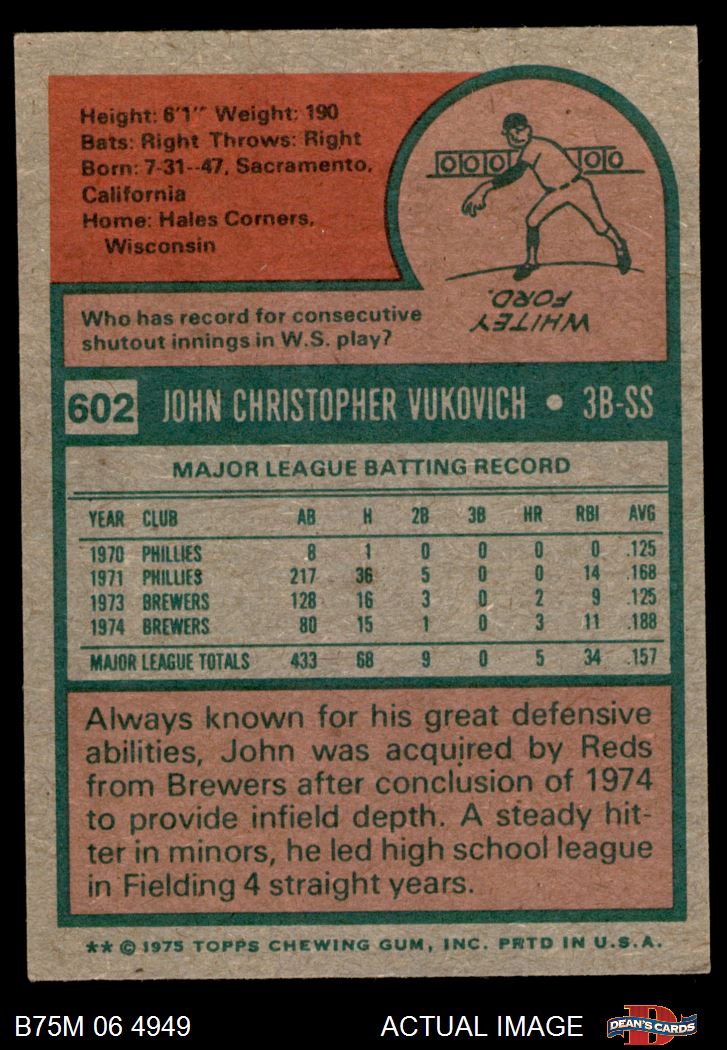 Height: 6'1" Weight: 190
Bats: Right Throws: Right
Born: 7-31--47, Sacramento,
California
Home: Hales Corners,
Wisconsin
OOOO OO
WHITEY
FORD.
Who has record for consecutive
shutout innings in W.S. play?
602 JOHN CHRISTOPHER VUKOVICH • 3B-SS
MAJOR LEAGUE BATTING RECORD
YEAR CLUB AB H 2B 3B HR RBI AVG
1970 PHILLIES 8 1 0 0 0 0 .125
1971 PHILLIES 217 36 5 0 0 14 .168
1973 BREWERS 128 16 3 0 2 9 .125
1974 BREWERS 80 15 1 0 3 11 .188
MAJOR LEAGUE TOTALS 433 68 9 0 5 34 .157
Always known for his great defensive
abilities, John was acquired by Reds
from Brewers after conclusion of 1974
to provide infield depth. A steady hit-
ter in minors, he led high school league
in Fielding 4 straight years.
** © 1975 TOPPS CHEWING GUM, INC. PRTD IN U.S.A.
B75M 06 4949 ACTUAL IMAGE D DEAN'S CARDS